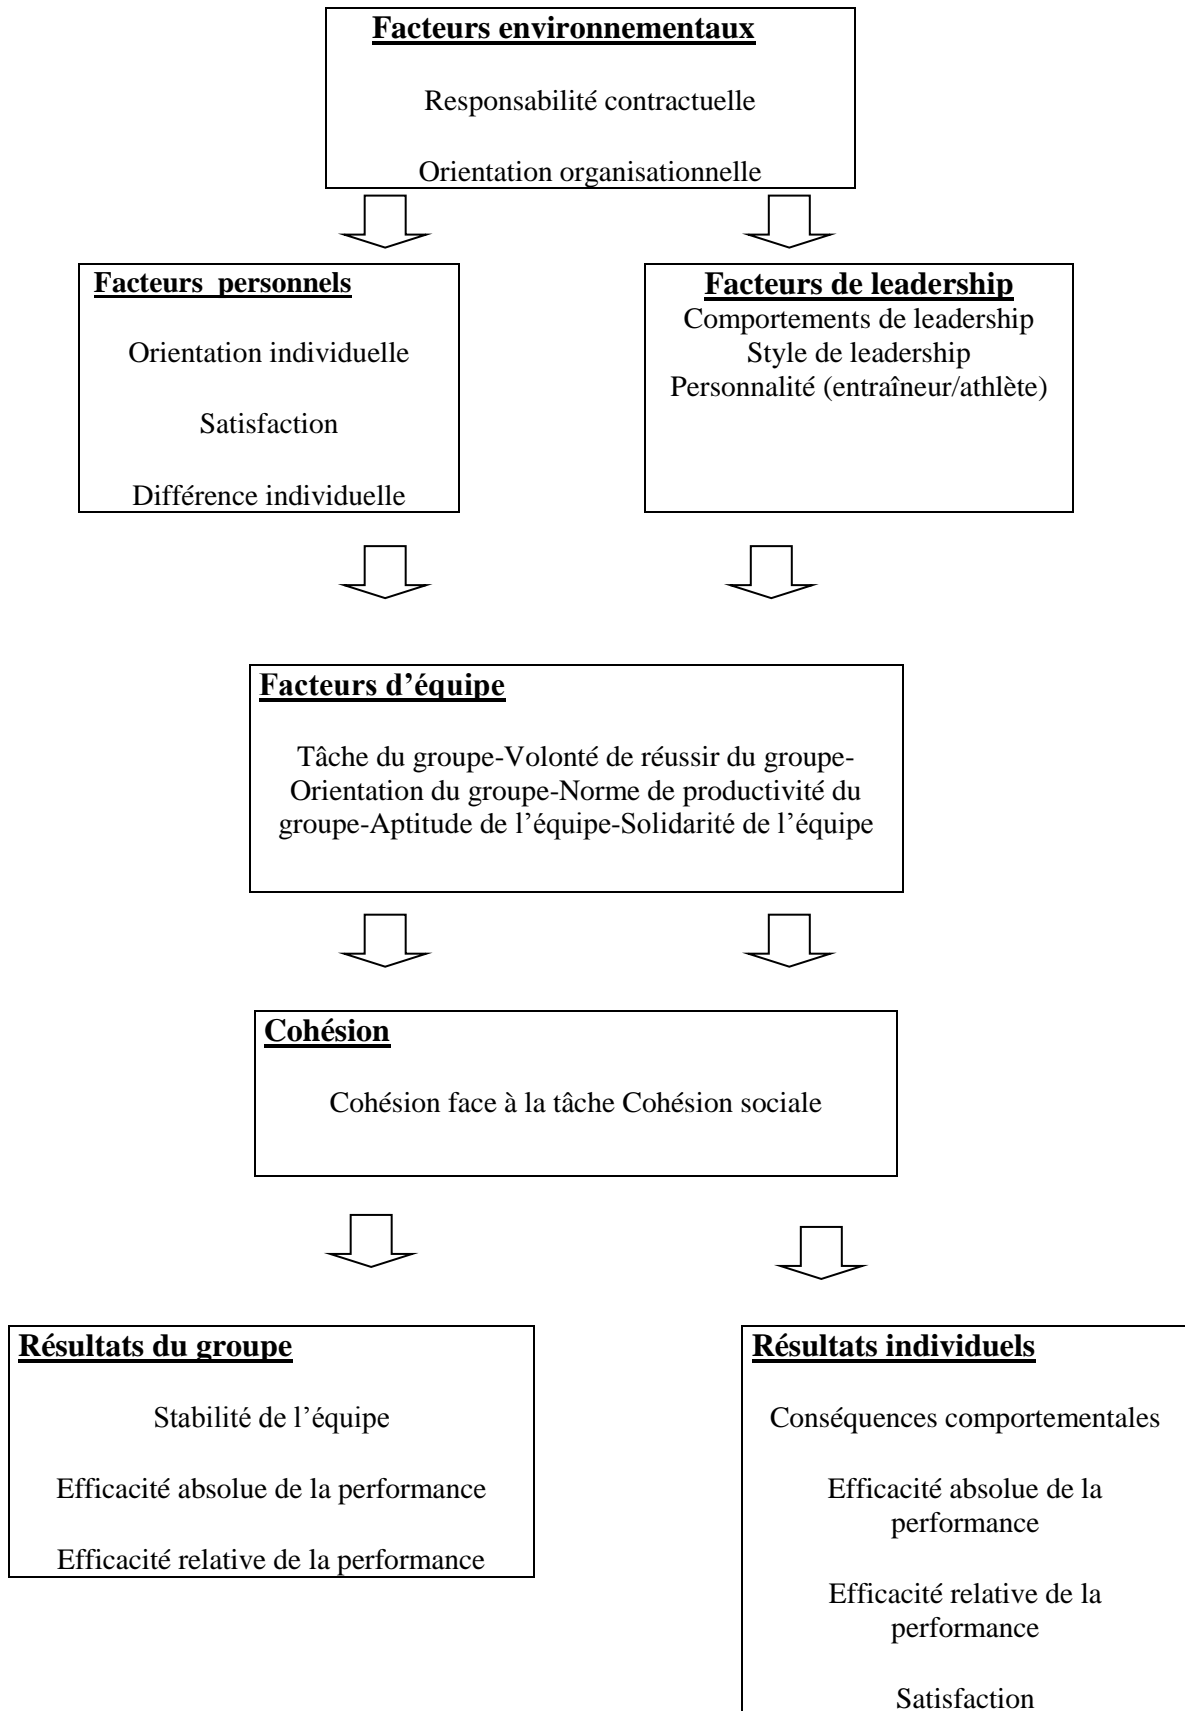 Facteurs environnementaux
Responsabilité contractuelle
Orientation organisationnelle
Facteurs personnels
Orientation individuelle
Satisfaction
Différence individuelle
Facteurs de leadership
Comportements de leadership
Style de leadership
Personnalité (entraîneur/athlète)
Facteurs d’équipe
Tâche du groupe-Volonté de réussir du groupe-
Orientation du groupe-Norme de productivité du
groupe-Aptitude de l’équipe-Solidarité de l’équipe
Cohésion
Cohésion face à la tâche Cohésion sociale
Résultats du groupe
Stabilité de l’équipe
Efficacité absolue de la performance
Efficacité relative de la performance
Résultats individuels
Conséquences comportementales
Efficacité absolue de la
performance
Efficacité relative de la
performance
Satisfaction